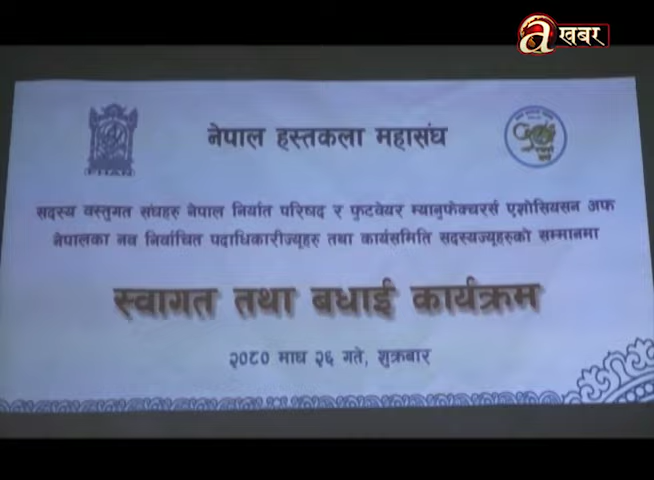 a खबर
नेपाल हस्तकला महासंघ
FHAN
सदस्य वस्तुगत संघहरु नेपाल निर्यात परिषद र फुटवेयर म्यानुफेक्चरर्स एशोसियसन अफ
नेपालका नव निर्वाचित पदाधिकारीज्यूहरु तथा कार्यसमिति सदस्यज्यूहरुको सम्मानमा
स्वागत तथा बधाई कार्यक्रम
२०८० माघ २६ गते, शुक्रबार